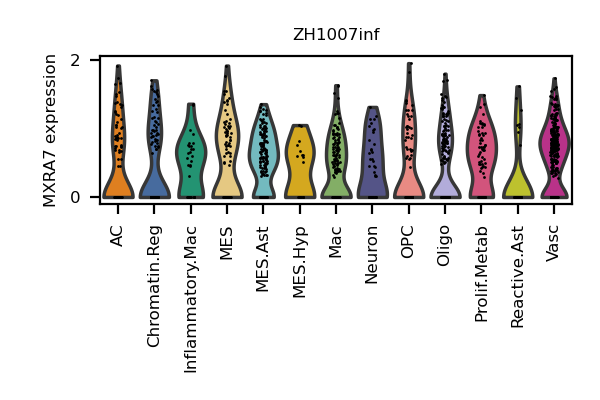 ZH1007inf
MXRA7 expression
2
0
AC
Chromatin.Reg
Inflammatory.Mac
MES
MES.Ast
MES.Hyp
Mac
Neuron
OPC
Oligo
Prolif.Metab
Reactive.Ast
Vasc